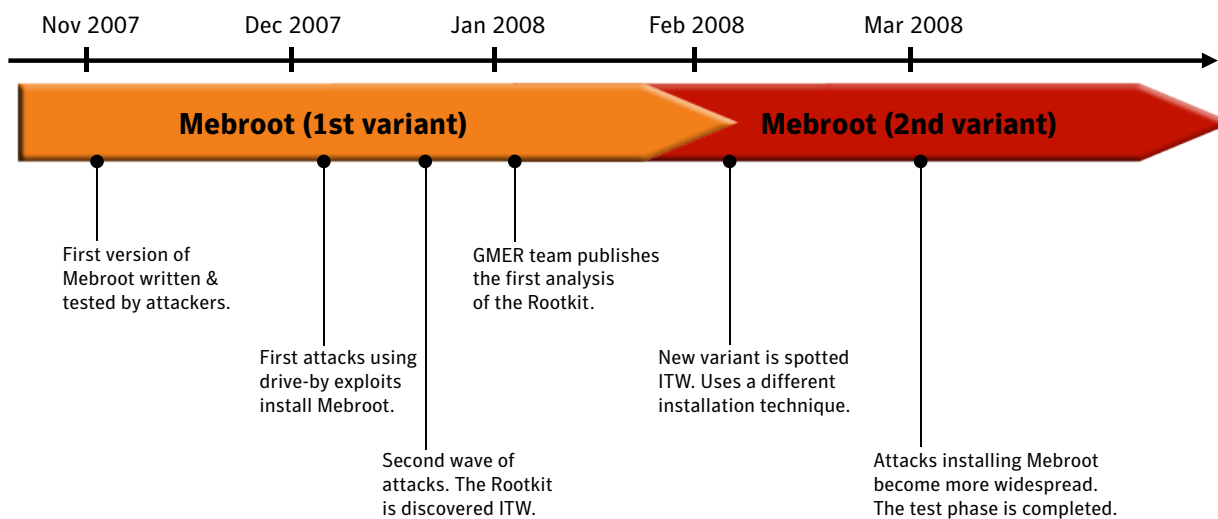 Nov 2007
Dec 2007
Jan 2008
Feb 2008
Mar 2008
Mebroot (1st variant)
Mebroot (2nd variant)
First version of
Mebroot written &
tested by attackers.
First attacks using
drive-by exploits
install Mebroot.
Second wave of
attacks. The Rootkit
is discovered ITW.
GMER team publishes
the first analysis
of the Rootkit.
New variant is spotted
ITW. Uses a different
installation technique.
Attacks installing Mebroot
become more widespread.
The test phase is completed.